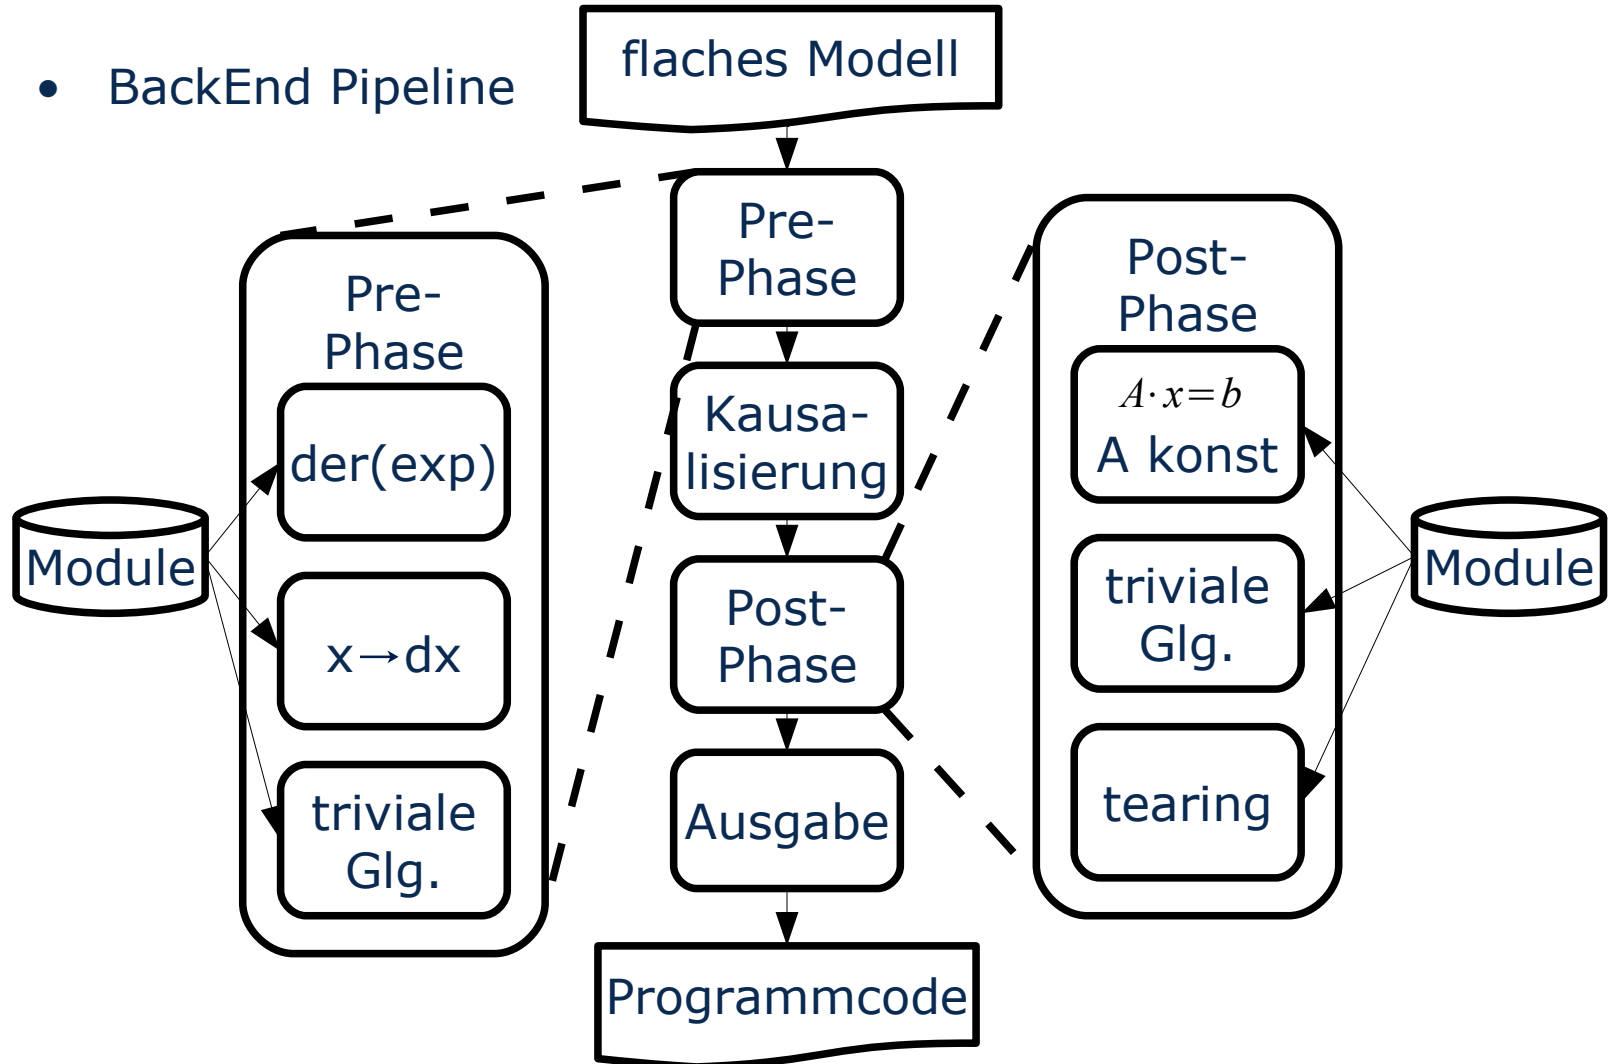 • BackEnd Pipeline
flaches Modell
Pre-
Phase
Kausa-
lisierung
Post-
Phase
Ausgabe
Programmcode
Module
Pre-
Phase
der(exp)
x→dx
triviale
Glg.
Post-
Phase
A·x=b
A konst
triviale
Glg.
tearing
Module